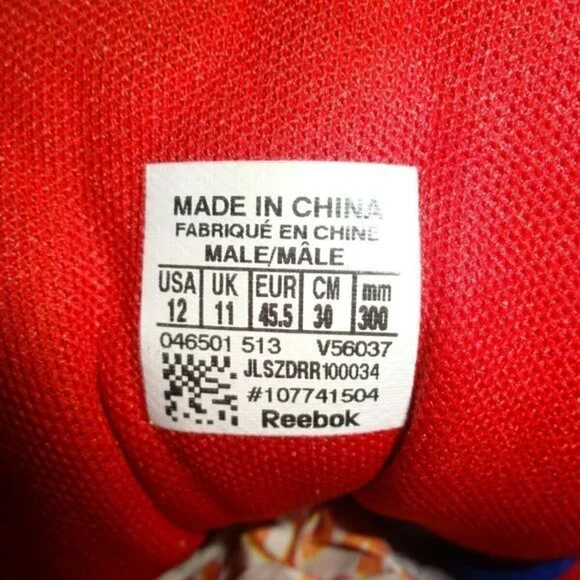 MADE IN CHINA
FABRIQUÉ EN CHINE
MALE/MÂLE
USA UK EUR CM mm
12 11 45.5 30 300
046501 513 V56037
JLSZDRR100034
#107741504
Reebok